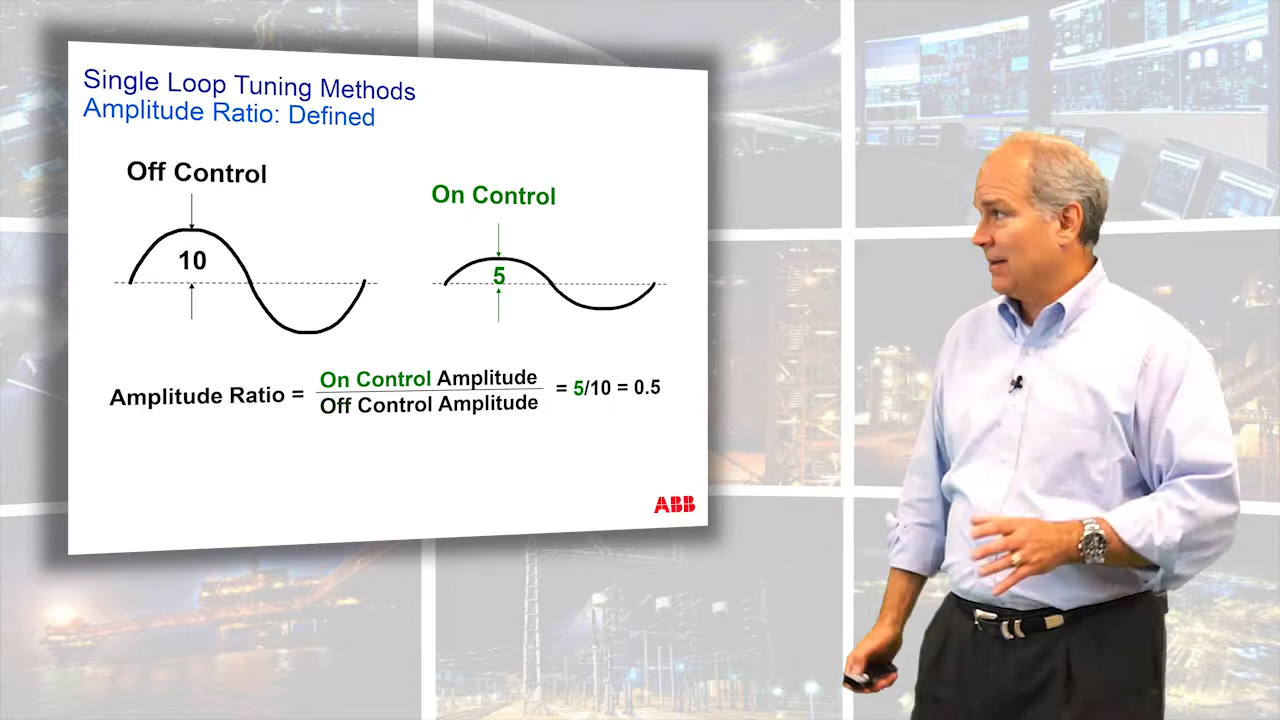 Single Loop Tuning Methods
Amplitude Ratio: Defined
Off Control
On Control
10
5
Amplitude Ratio = On Control Amplitude
Off Control Amplitude
= 5/10 = 0.5
ABB